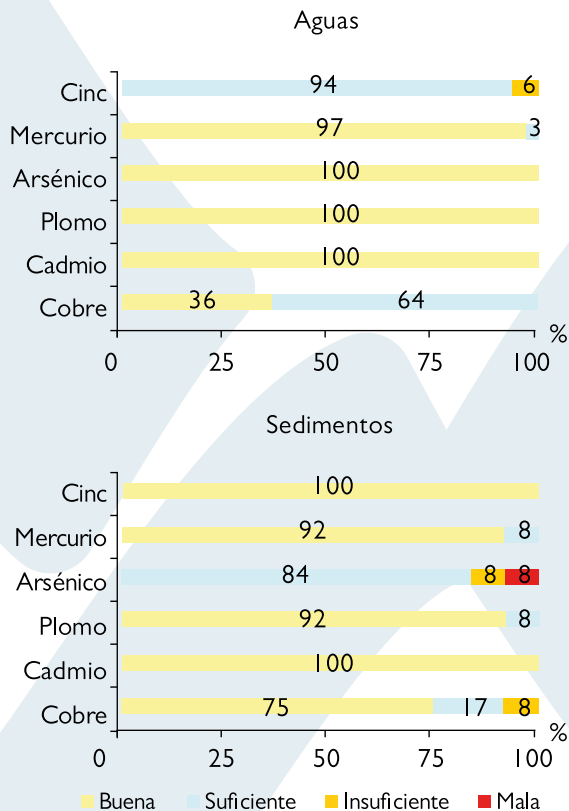 Aguas
Cinc 94 6
Mercurio 97 3
Arsénico 100
Plomo 100
Cadmio 100
Cobre 36 64
%
0 25 50 75 100
Sedimentos
Cinc 100
Mercurio 92 8
Arsénico 84 8 8
Plomo 92 8
Cadmio 100
Cobre 75 17 8
%
0 25 50 75 100
Buena Suficiente Insuficiente Mala